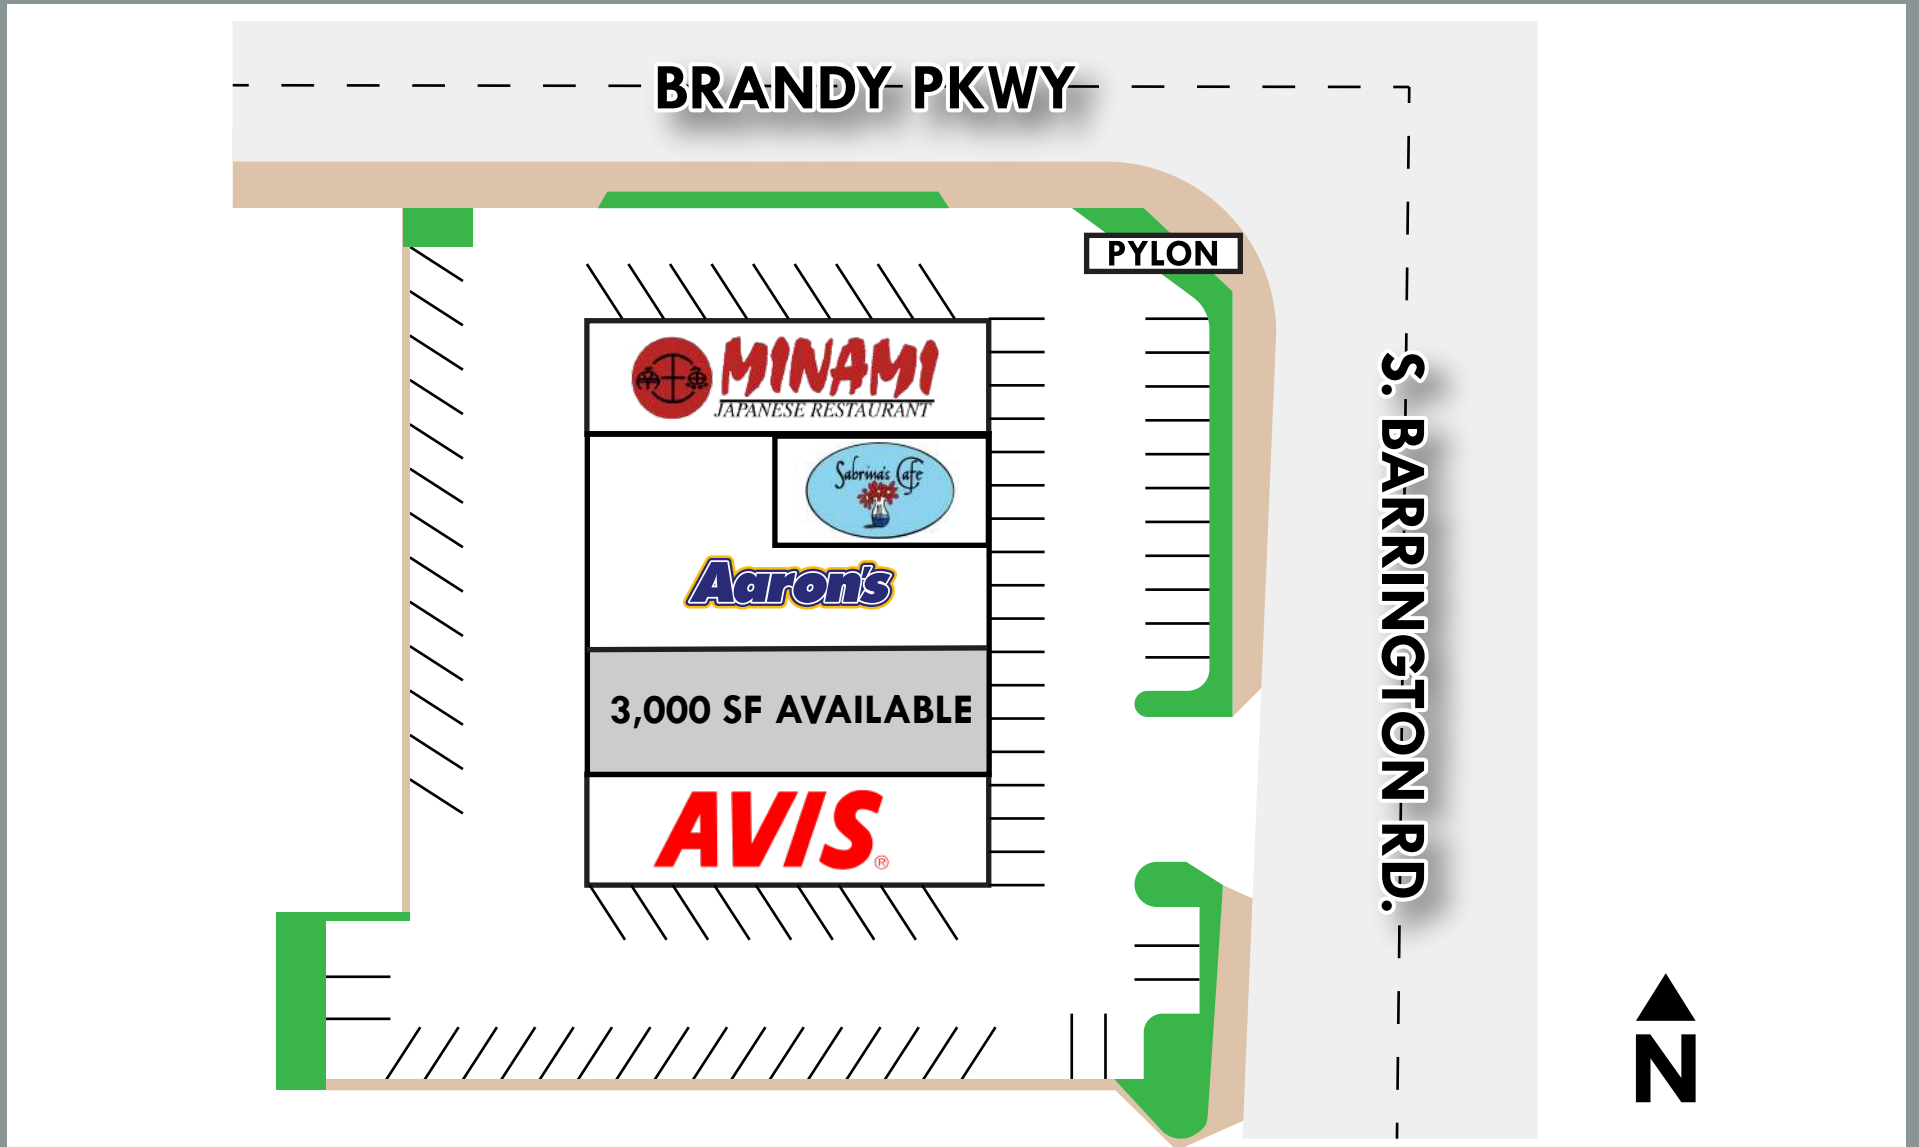 BRANDY PKWY
PYLON
MINAMI
JAPANESE RESTAURANT
Sabrina's Cafe
Aaron's
3,000 SF AVAILABLE
AVIS®
S. BARRINGTON RD.
N